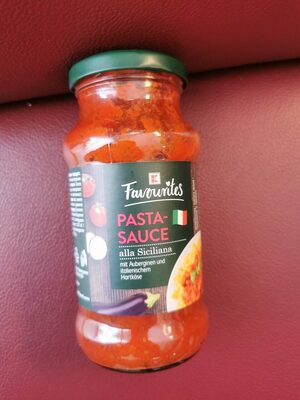 K
Favourites
PASTA-
SAUCE
alla Siciliana
mit Auberginen und
italienischem
Hartkäse